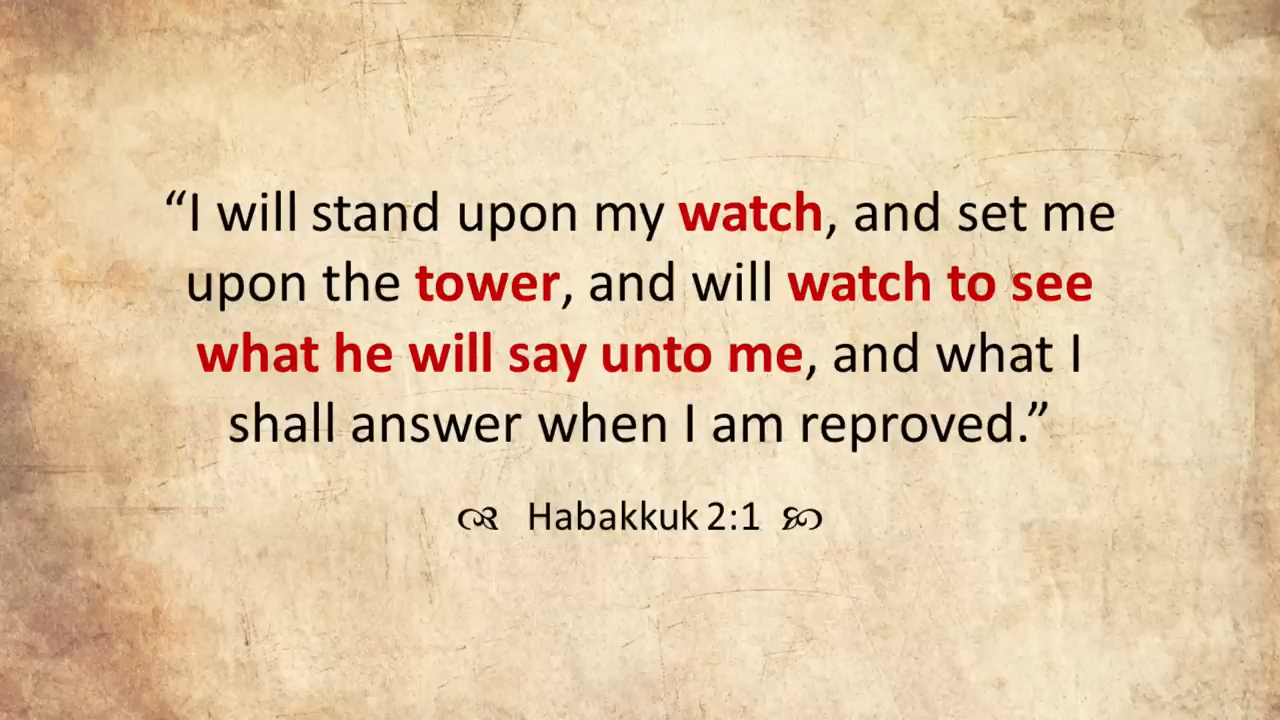 “I will stand upon my watch, and set me
upon the tower, and will watch to see
what he will say unto me, and what I
shall answer when I am reproved.”
Habakkuk 2:1